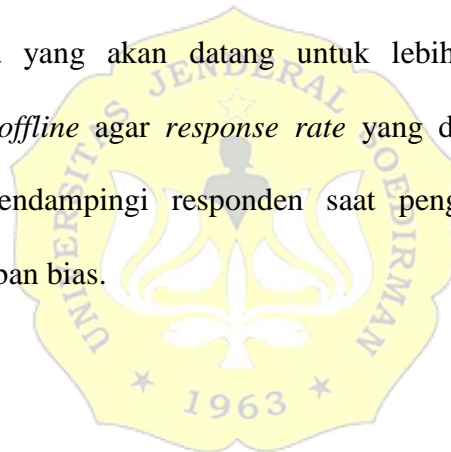 yang akan datang untuk lebih
offline agar response rate yang d
endampingi responden saat peng
ban bias.
UNIVERSITAS JENDERAL SOEDIRMAN
1963